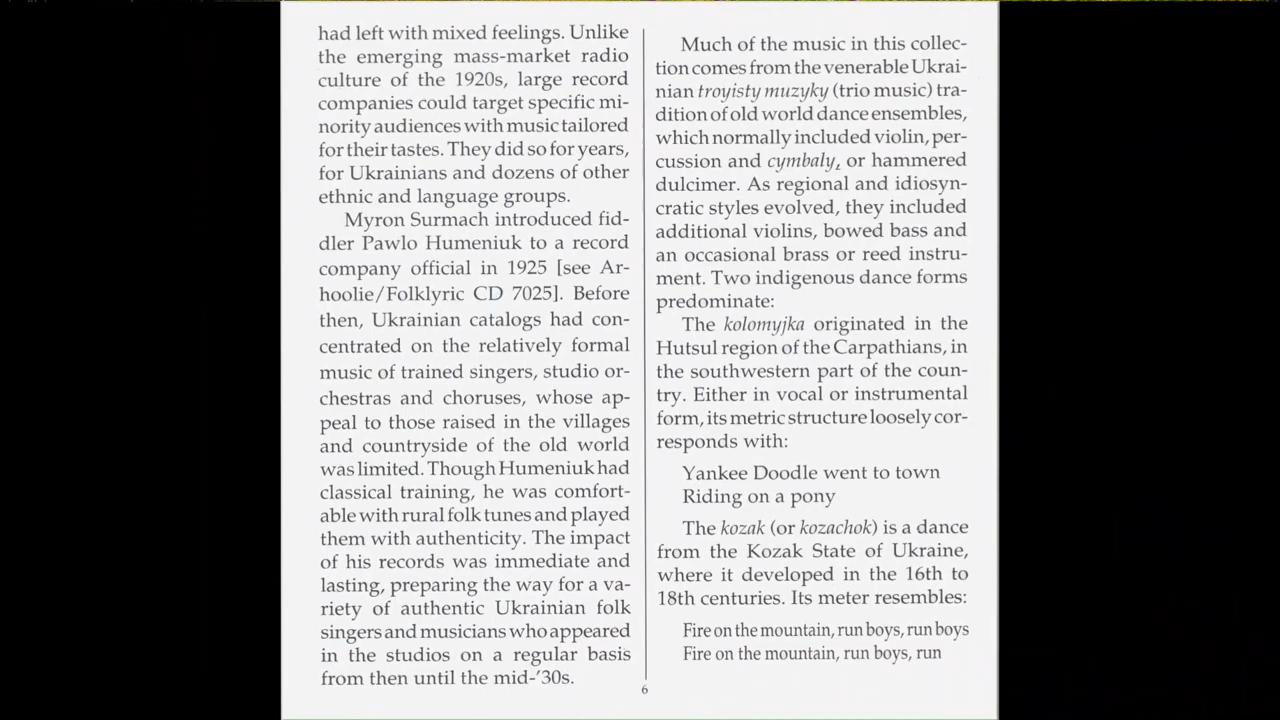 had left with mixed feelings. Unlike
the emerging mass-market radio
culture of the 1920s, large record
companies could target specific mi-
nority audiences with music tailored
for their tastes. They did so for years,
for Ukrainians and dozens of other
ethnic and language groups.
Myron Surmach introduced fid-
dler Pawlo Humeniuk to a record
company official in 1925 [see Ar-
hoolie/Folklyric CD 7025]. Before
then, Ukrainian catalogs had con-
centrated on the relatively formal
music of trained singers, studio or-
chestras and choruses, whose ap-
peal to those raised in the villages
and countryside of the old world
was limited. Though Humeniuk had
classical training, he was comfort-
able with rural folk tunes and played
them with authenticity. The impact
of his records was immediate and
lasting, preparing the way for a va-
riety of authentic Ukrainian folk
singers and musicians who appeared
in the studios on a regular basis
from then until the mid-'30s.
Much of the music in this collec-
tion comes from the venerable Ukrai-
nian troyisty muzyky (trio music) tra-
dition of old world dance ensembles,
which normally included violin, per-
cussion and cymbaly, or hammered
dulcimer. As regional and idiosyn-
cratic styles evolved, they included
additional violins, bowed bass and
an occasional brass or reed instru-
ment. Two indigenous dance forms
predominate:
The kolomyjka originated in the
Hutsul region of the Carpathians, in
the southwestern part of the coun-
try. Either in vocal or instrumental
form, its metric structure loosely cor-
responds with:
Yankee Doodle went to town
Riding on a pony
The kozak (or kozachok) is a dance
from the Kozak State of Ukraine,
where it developed in the 16th to
18th centuries. Its meter resembles:
Fire on the mountain, run boys, run boys
Fire on the mountain, run boys, run
6